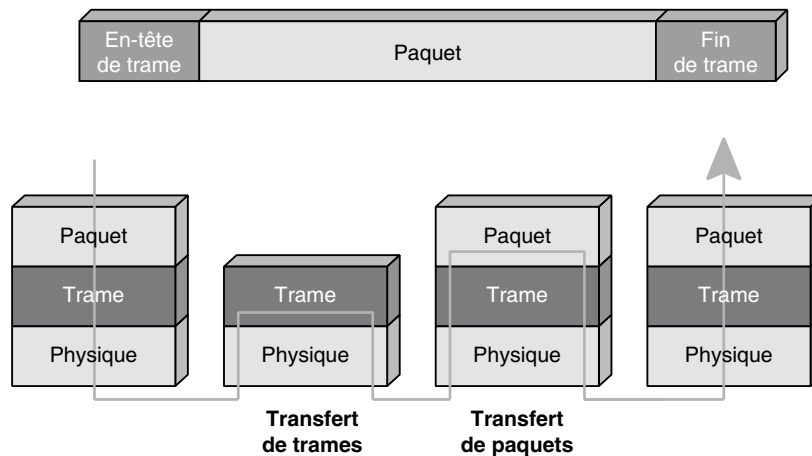 En-tête
de trame
Paquet
Fin
de trame
Paquet
Trame
Physique
Trame
Physique
Transfert
de trames
Paquet
Trame
Physique
Transfert
de paquets
Paquet
Trame
Physique